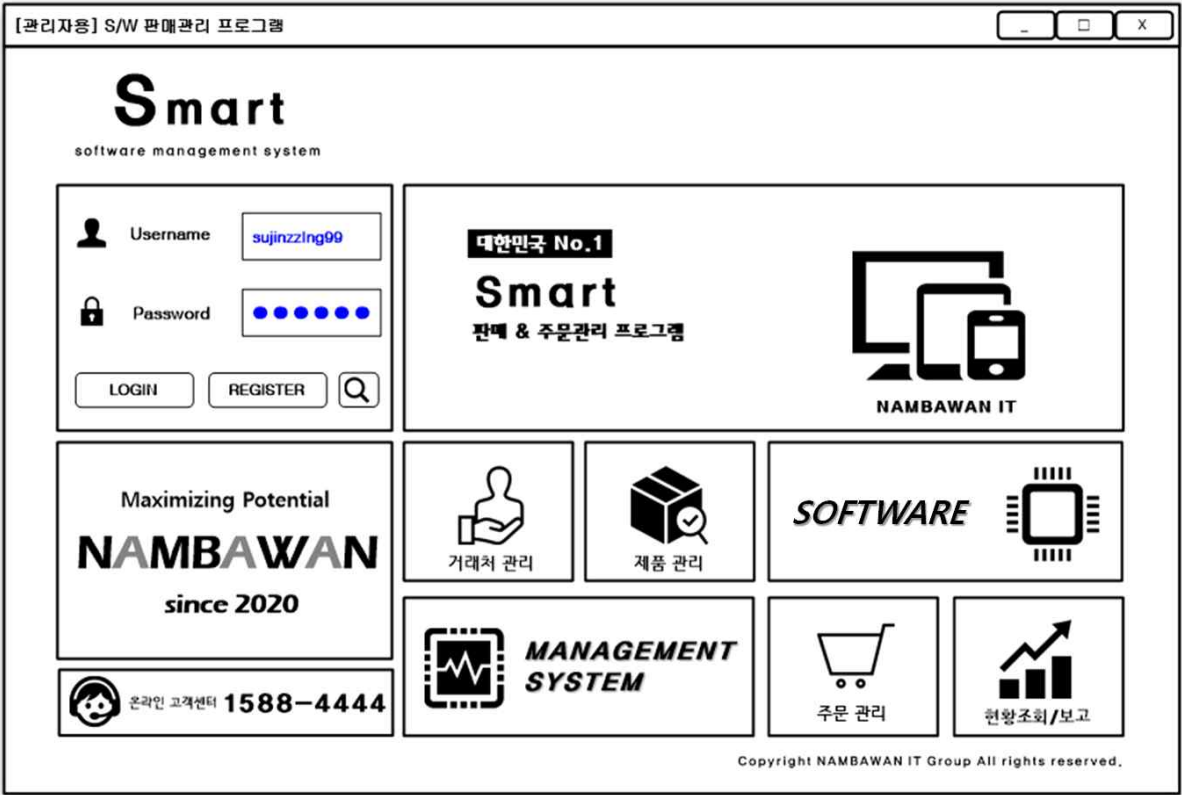 [관리자용] S/W 판매관리 프로그램
_ □ X
Smart
software management system
Username
sujinzzlng99
Password
●●●●●●
LOGIN
REGISTER
대한민국 No.1
Smart
판매 & 주문관리 프로그램
NAMBAWAN IT
Maximizing Potential
NAMBAWAN
since 2020
온라인 고객센터 1588-4444
거래처 관리
제품 관리
SOFTWARE
MANAGEMENT
SYSTEM
주문 관리
현황조회/보고
Copyright NAMBAWAN IT Group All rights reserved.